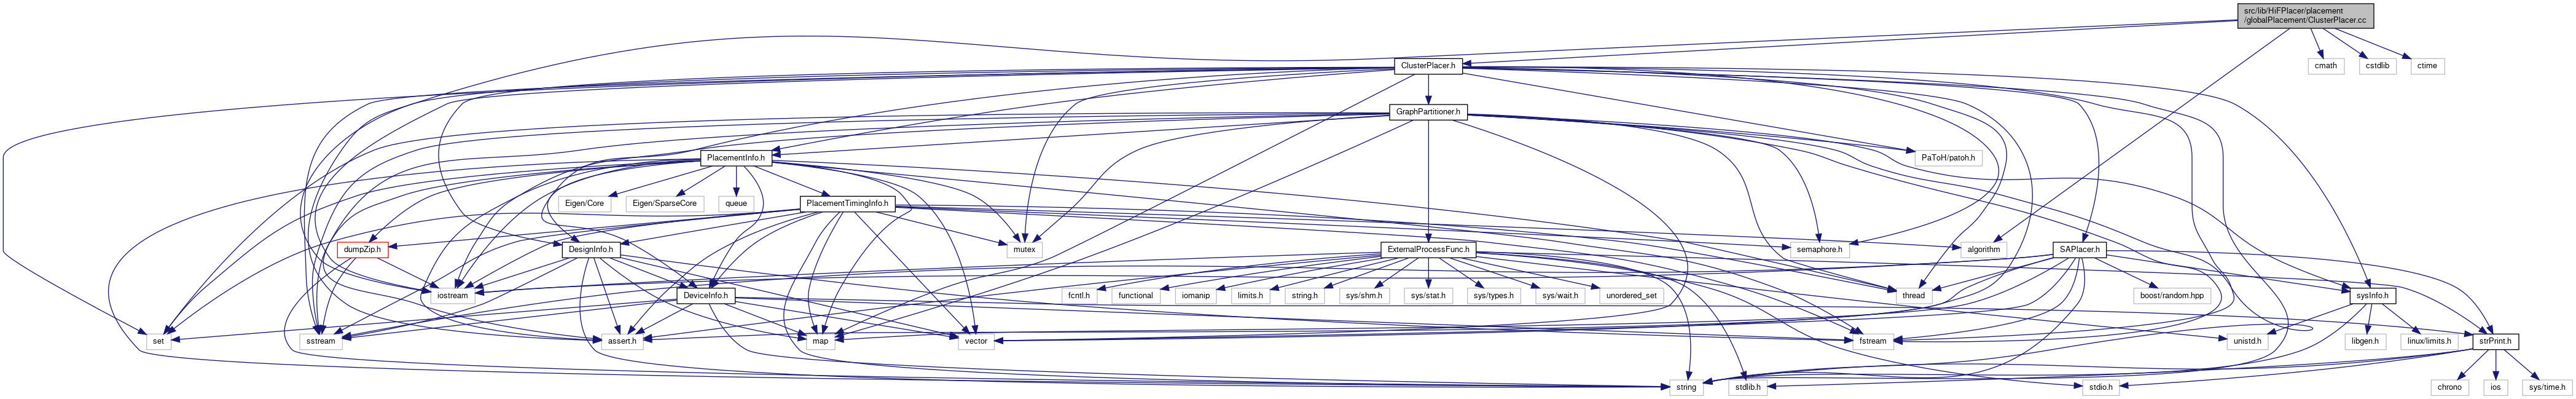 src/lib/HiFPlacer/placement
/globalPlacement/ClusterPlacer.cc
ClusterPlacer.h
cmath
cstdlib
ctime
GraphPartitioner.h
PlacementInfo.h
PaToH/patoh.h
Eigen/Core
Eigen/SparseCore
queue
PlacementTimingInfo.h
dumpZip.h
DesignInfo.h
mutex
ExternalProcessFunc.h
semaphore.h
algorithm
SAPlacer.h
iostream
DeviceInfo.h
fcntl.h
functional
iomanip
limits.h
string.h
sys/shm.h
sys/stat.h
sys/types.h
sys/wait.h
unordered_set
thread
boost/random.hpp
sysInfo.h
set
sstream
assert.h
map
vector
fstream
unistd.h
libgen.h
linux/limits.h
strPrint.h
string
stdlib.h
stdio.h
chrono
ios
sys/time.h